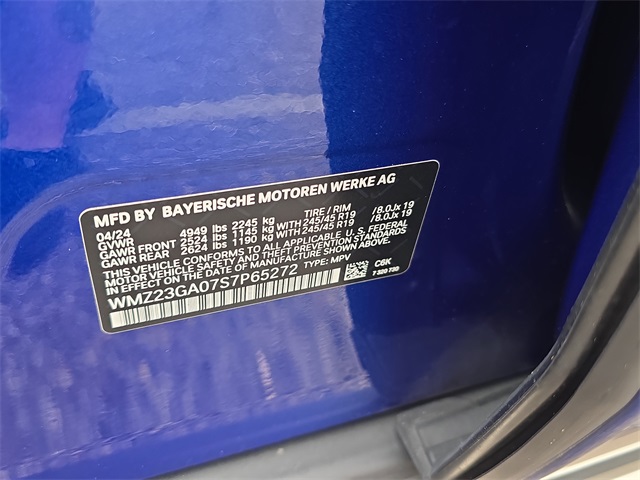 MFD BY BAYERISCHE MOTOREN WERKE AG
04/24 TIRE / RIM
GVWR 4949 lbs 2245 kg
GAWR FRONT 2524 lbs 1145 kg WITH 245/45 R19 /8.0Jx 19
GAWR REAR 2624 lbs 1190 kg WITH 245/45 R19 /8.0Jx 19
THIS VEHICLE CONFORMS TO ALL APPLICABLE FEDERAL
MOTOR VEHICLE SAFETY STANDARDS
IN EFFECT ON THE DATE OF MANUFACTURE SHOWN ABOVE.
WMZ23GA07S7P65272 TYPE: MPV
C6K
7 320 730